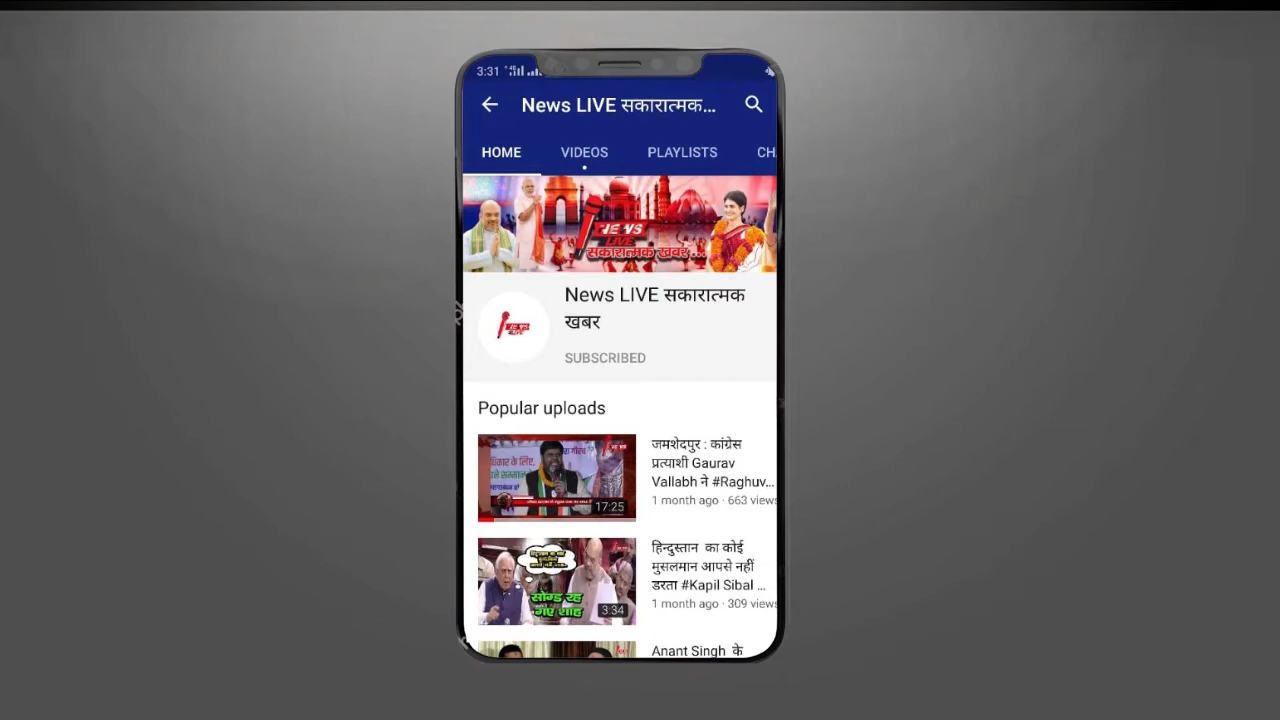 3:31
News LIVE सकारात्मक...
HOME VIDEOS PLAYLISTS CH
NEWS
LIVE
सकारात्मक खबर ...
News LIVE सकारात्मक
खबर
SUBSCRIBED
Popular uploads
जमशेदपुर : कांग्रेस
प्रत्याशी Gaurav
Vallabh ने #Raghuv...
1 month ago · 663 views
17:25
हिन्दुस्तान का कोई
मुसलमान आपसे नहीं
डरता #Kapil Sibal ...
1 month ago · 309 views
गए शाह
3:34
Anant Singh के